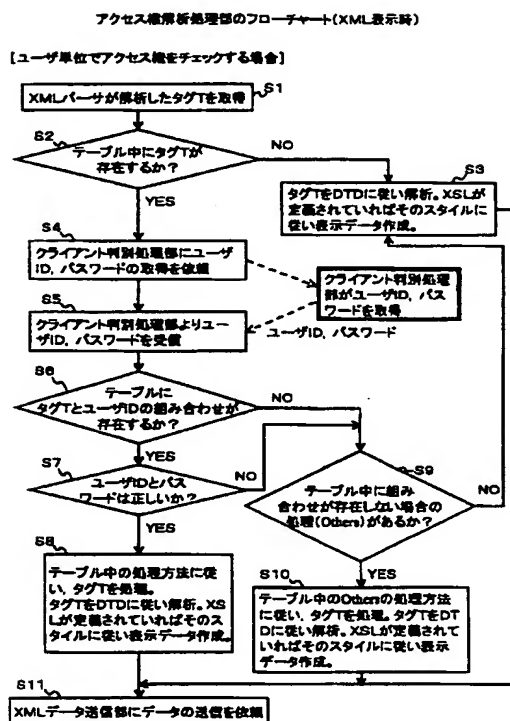 アクセス権解析処理部のフローチャート(XML表示時)
[ユーザ単位でアクセス権をチェックする場合]
S1
XMLパーサが解析したタグTを取得
S2
テーブル中にタグTが
存在するか?
NO
YES
S3
タグTをDTDに従い解析。XSLが
定義されていればそのスタイルに
従い表示データ作成。
S4
クライアント判別処理部にユーザ
ID, パスワードの取得を依頼
クライアント判別処理
部がユーザID, パス
ワードを取得
S5
クライアント判別処理部よりユー
ザID, パスワードを受信
ユーザID, パスワード
S6
テーブルに
タグTとユーザIDの組み合わせが
存在するか?
NO
YES
S7
ユーザIDとパス
ワードは正しいか?
NO
YES
S9
テーブル中に組み
合わせが存在しない場合の
処理(Others)があるか?
NO
YES
S8
テーブル中の処理方法に従
い, タグTを処理。
タグTをDTDに従い解析。XS
Lが定義されていればそのス
タイルに従い表示データ作成。
S10
テーブル中のOthersの処理方法
に従い, タグTを処理。タグTをDT
Dに従い解析。XSLが定義されて
いればそのスタイルに従い表示
データ作成。
S11
XMLデータ送信部にデータの送信を依頼